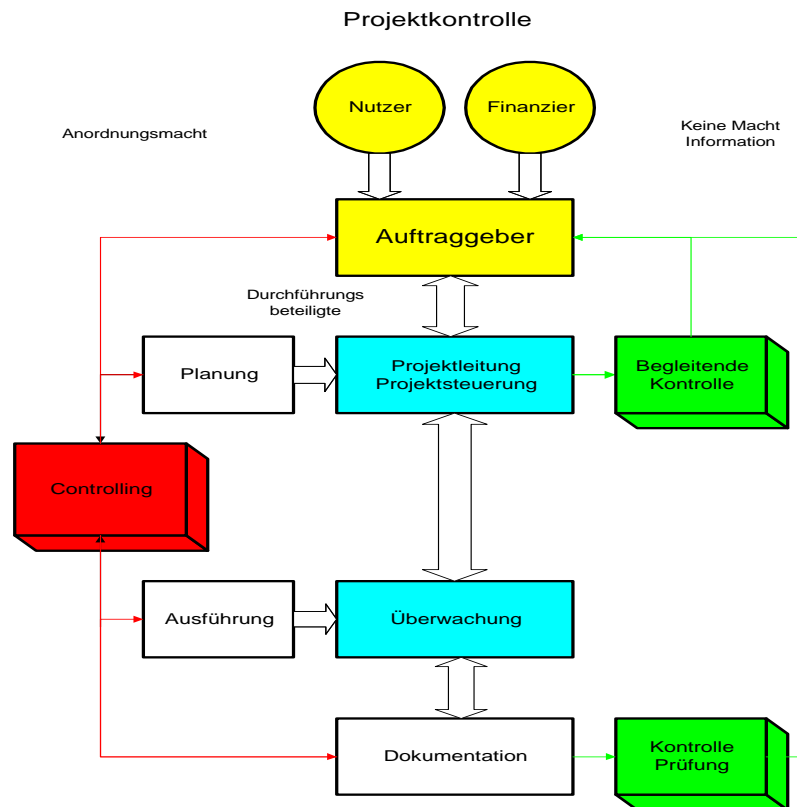 Projektkontrolle
Nutzer
Finanzier
Anordnungsmacht
Keine Macht
Information
Auftraggeber
Durchführungs
beteiligte
Planung
Projektleitung
Projektsteuerung
Begleitende
Kontrolle
Controlling
Ausführung
Überwachung
Dokumentation
Kontrolle
Prüfung